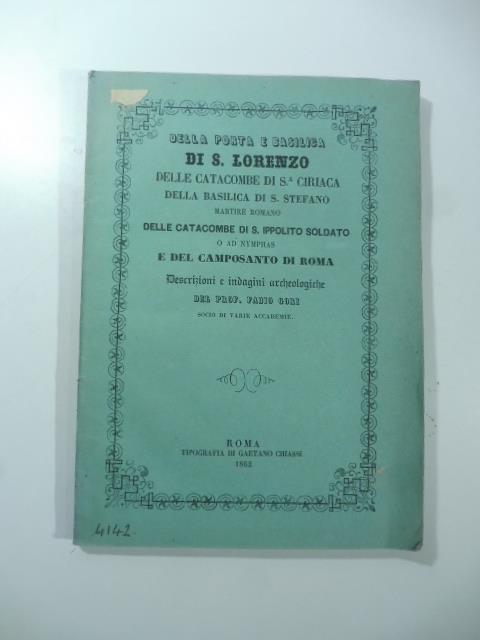 DELLA PORTA E BASILICA
DI S. LORENZO
DELLE CATACOMBE DI S.ᴬ CIRIACA
DELLA BASILICA DI S. STEFANO
MARTIRE ROMANO
DELLE CATACOMBE DI S. IPPOLITO SOLDATO
O AD NYMPHAS
E DEL CAMPOSANTO DI ROMA
Descrizioni e indagini archeologiche
DEL PROF. FABIO GORI
SOCIO DI VARIE ACCADEMIE.
ROMA
TIPOGRAFIA DI GAETANO CHIASSI
1862
4142